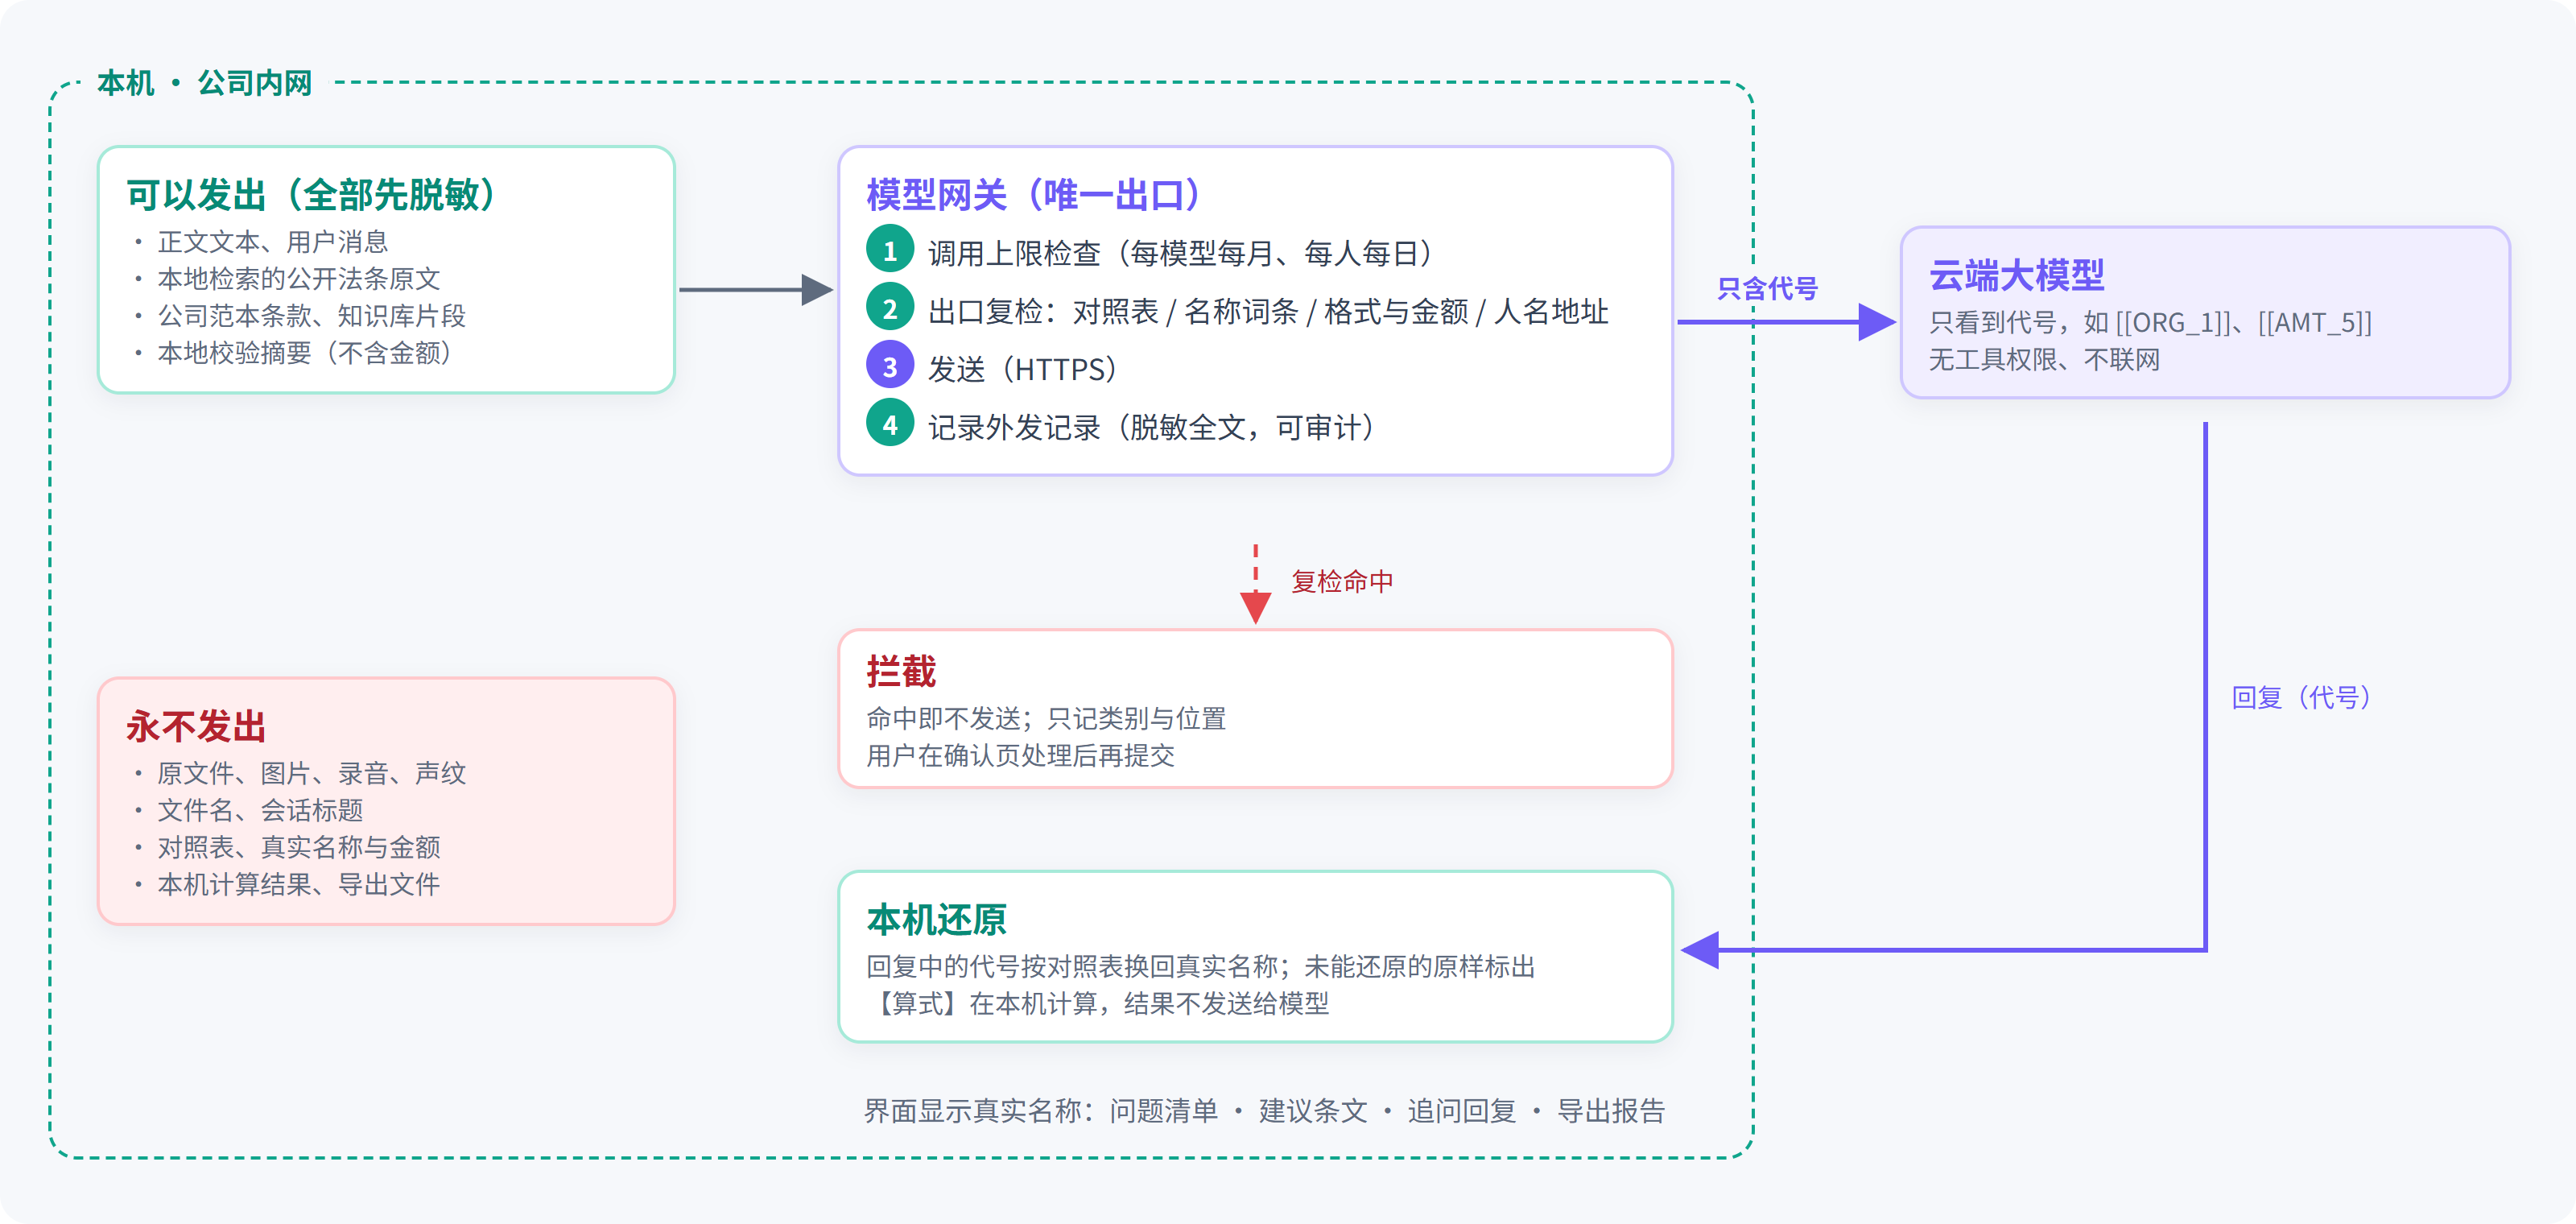 本机 · 公司内网
可以发出（全部先脱敏）
· 正文文本、用户消息
· 本地检索的公开法条原文
公司范本条款、知识库片段
· 本地校验摘要（不含金额）
模型网关（唯一出口）
1 调用上限检查（每模型每月、每人每日）
2 出口复检：对照表 / 名称词条 / 格式与金额 / 人名地址
3 发送（HTTPS）
4 记录外发记录（脱敏全文，可审计）
只含代号
云端大模型
只看到代号，如 [[ORG_1]]、[[AMT_5]]
无工具权限、不联网
复检命中
拦截
命中即不发送；只记类别与位置
用户在确认页处理后再提交
回复（代号）
永不发出
· 原文件、图片、录音、声纹
· 文件名、会话标题
· 对照表、真实名称与金额
· 本机计算结果、导出文件
本机还原
回复中的代号按对照表换回真实名称；未能还原的原样标出
【算式】在本机计算，结果不发送给模型
界面显示真实名称：问题清单 · 建议条文 · 追问回复 · 导出报告